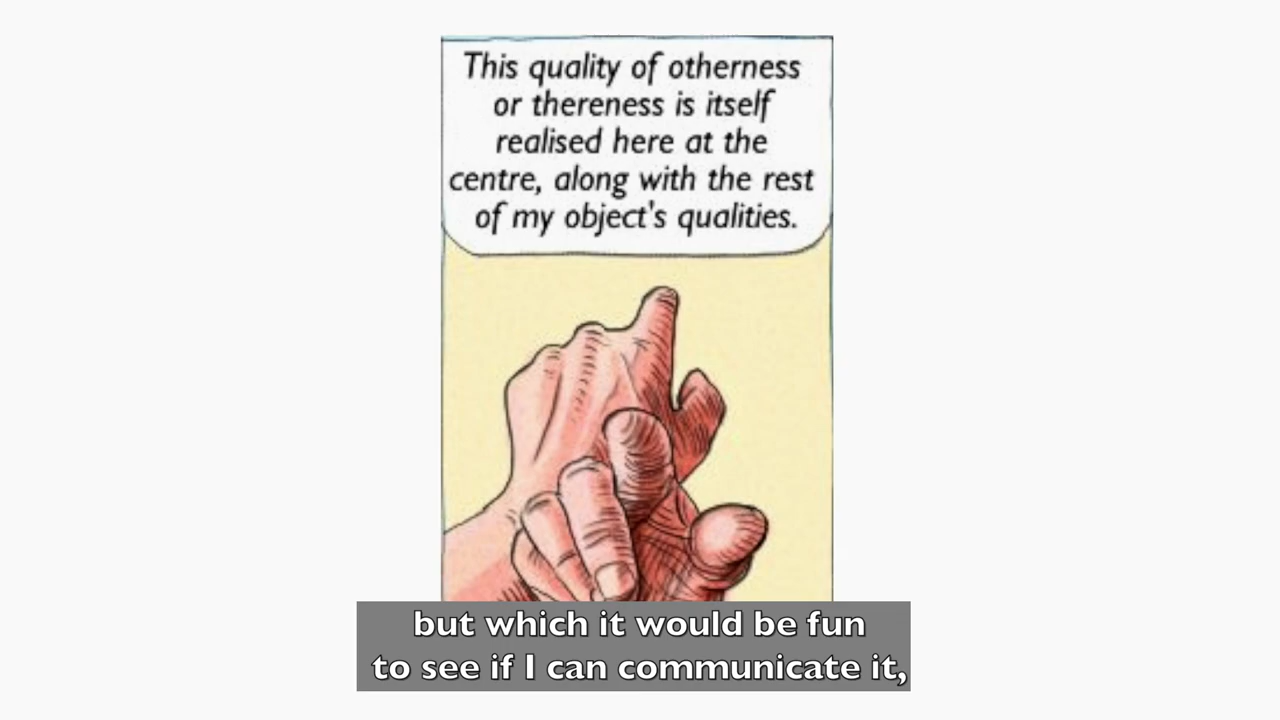 This quality of otherness
or thereness is itself
realised here at the
centre, along with the rest
of my object's qualities.
but which it would be fun
to see if I can communicate it,